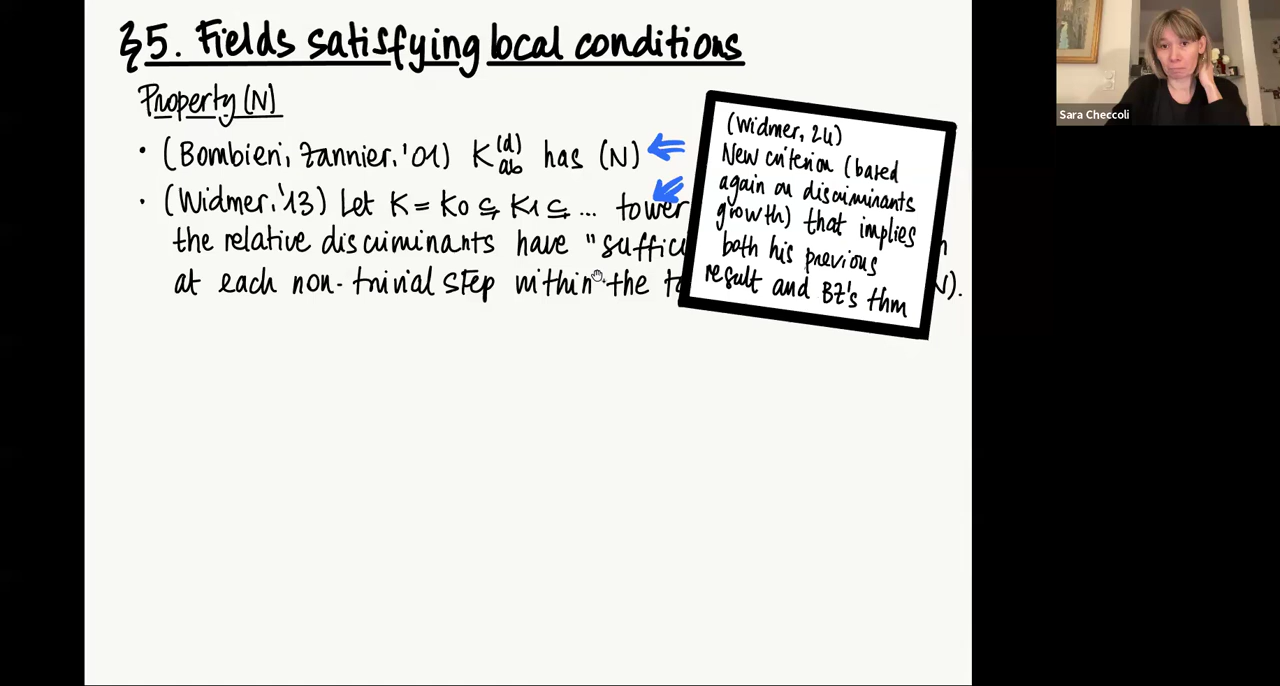 §5. Fields satisfying local conditions
Property (N)
• (Bombieri, Zannier, '01) K_{ab}^{(d)} has (N)
• (Widmer, '13) Let K = K0 ⊊ K1 ⊊ ... tower
the relative discriminants have "suffic
at each non-trivial step within the t
N).
(Widmer, 24)
New criterion (based
again on discriminants
growth) that implies
both his previous
result and BZ's thm
Sara Checcoli